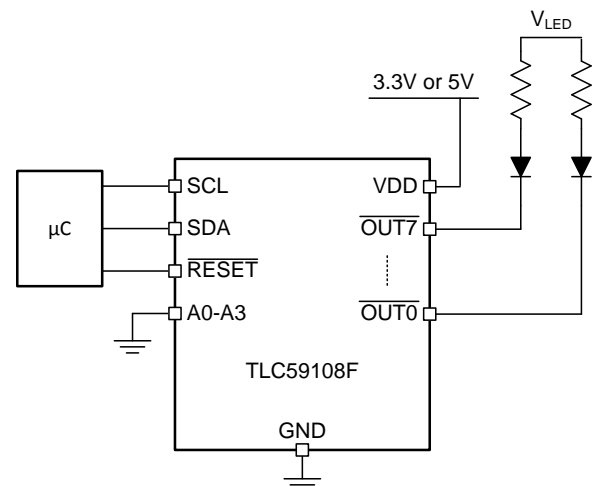 V_LED
3.3V or 5V
µC
SCL
VDD
SDA
OUT7
RESET
A0-A3
OUT0
TLC59108F
GND